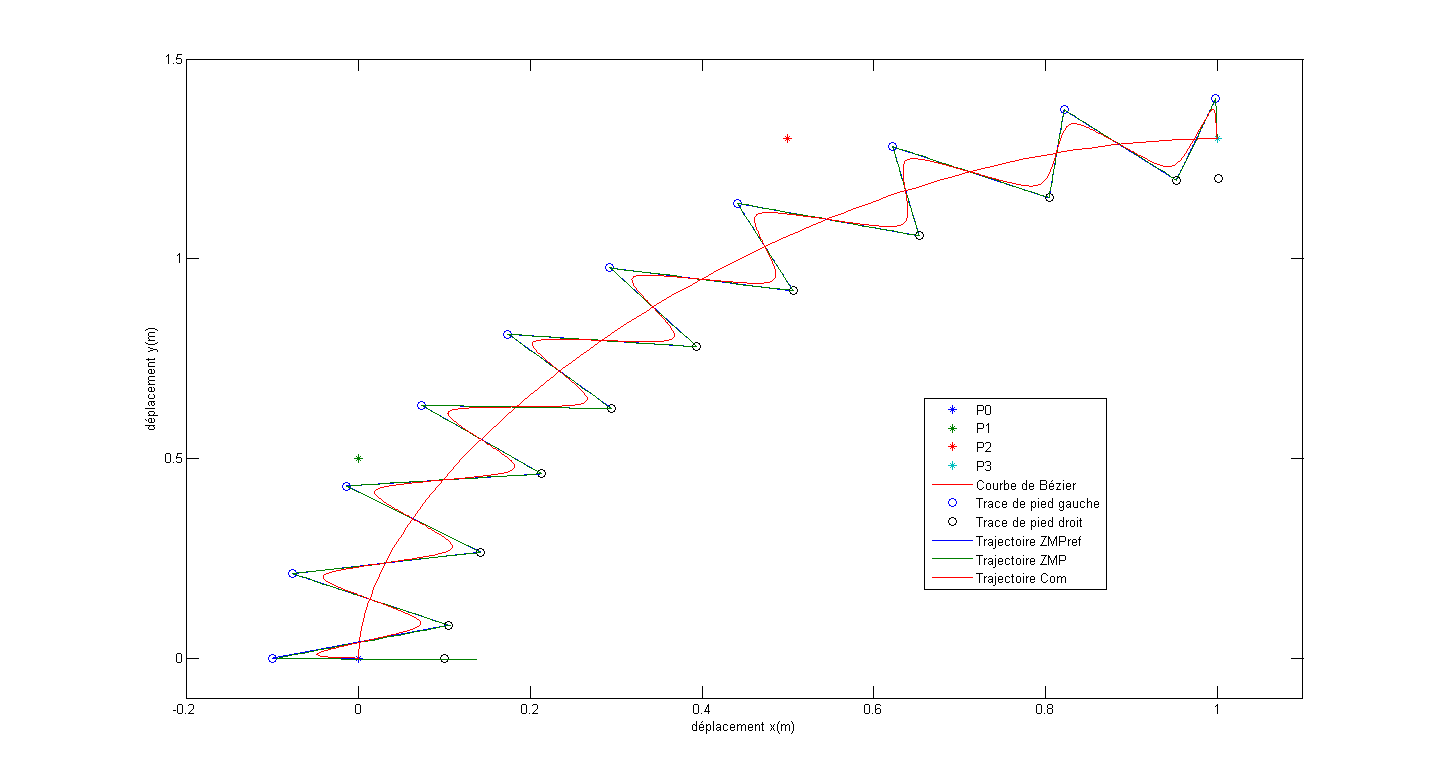 1.5
1
0.5
0
-0.2
0
0.2
0.4
0.6
0.8
1
déplacement x(m)
déplacement y(m)
P0
P1
P2
P3
Courbe de Bézier
Trace de pied gauche
Trace de pied droit
Trajectoire ZMPref
Trajectoire ZMP
Trajectoire Com